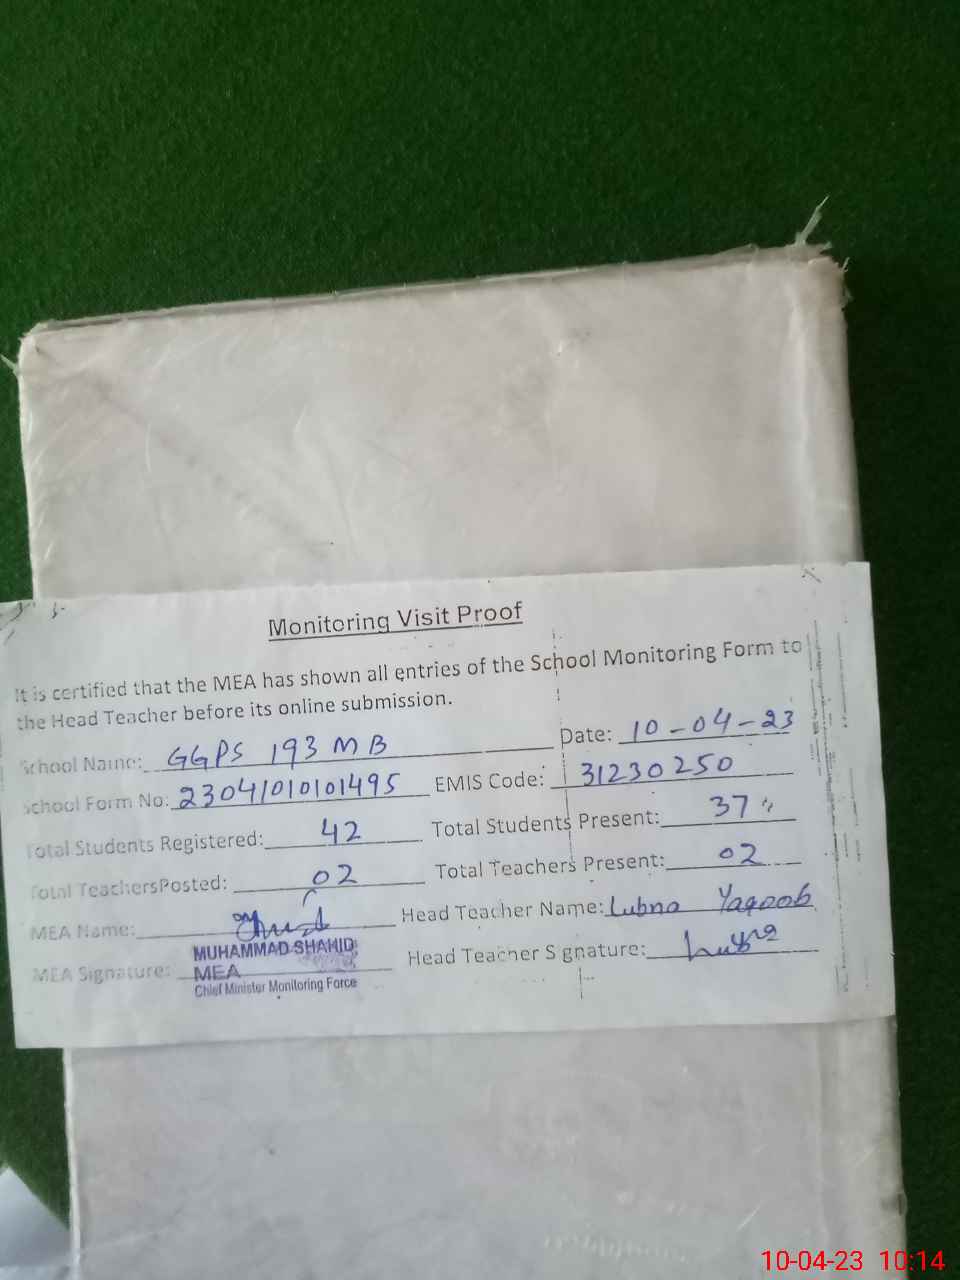 Monitoring Visit Proof
It is certified that the MEA has shown all entries of the School Monitoring Form to
the Head Teacher before its online submission.
School Name: GGPS 193 MB Date: 10-04-23
School Form No: 23041010101495 EMIS Code: 31230250
Total Students Registered: 42 Total Students Present: 37
Total TeachersPosted: 02 Total Teachers Present: 02
MEA Name: Head Teacher Name: Lubna Yaqoob
MEA Signature: Head Teacher Signature: Lubna
MUHAMMAD SHAHID
MEA
Chief Minister Monitoring Force
10-04-23 10:14